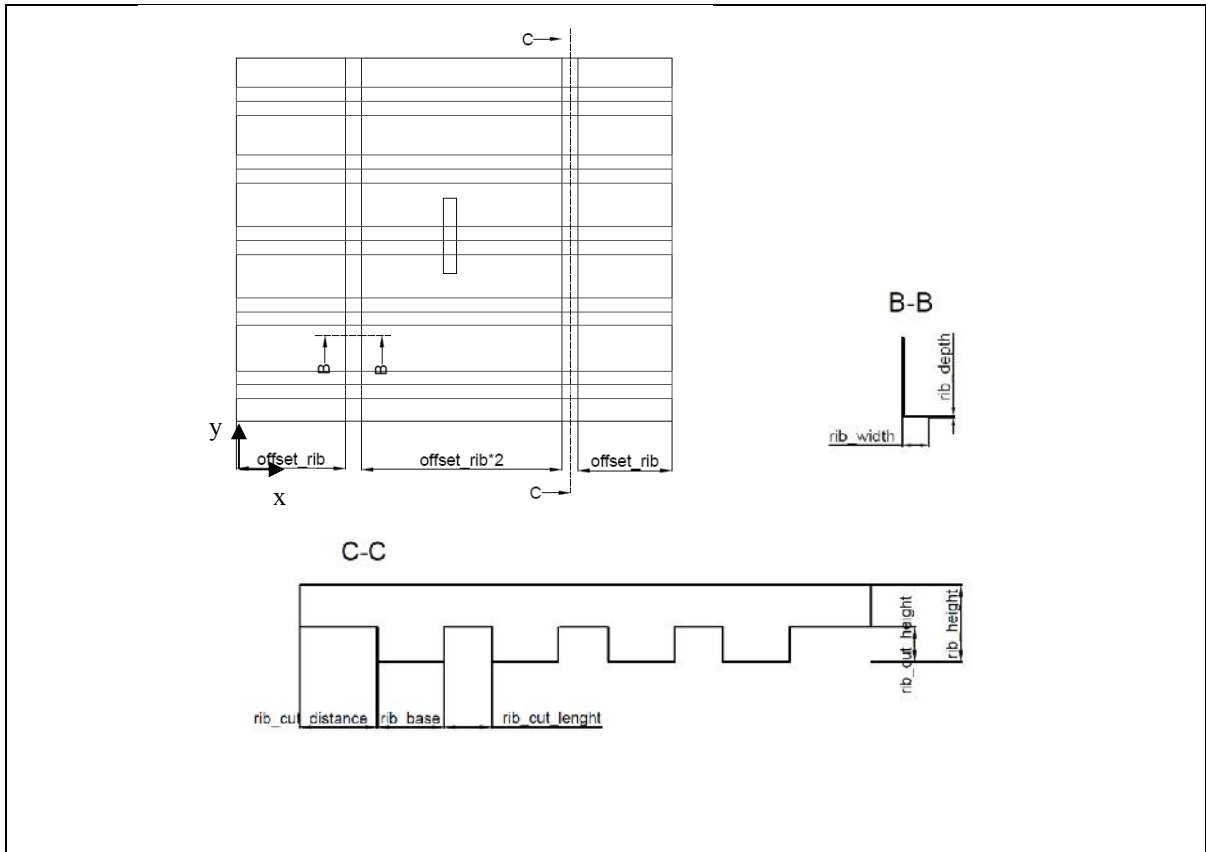 C
B-B
rib_depth
B
B
rib_width
y
offset_rib
offset_rib*2
offset_rib
x
C
C-C
rib_cut_height
rib_height
rib_cut_distance
rib_base
rib_cut_lenght